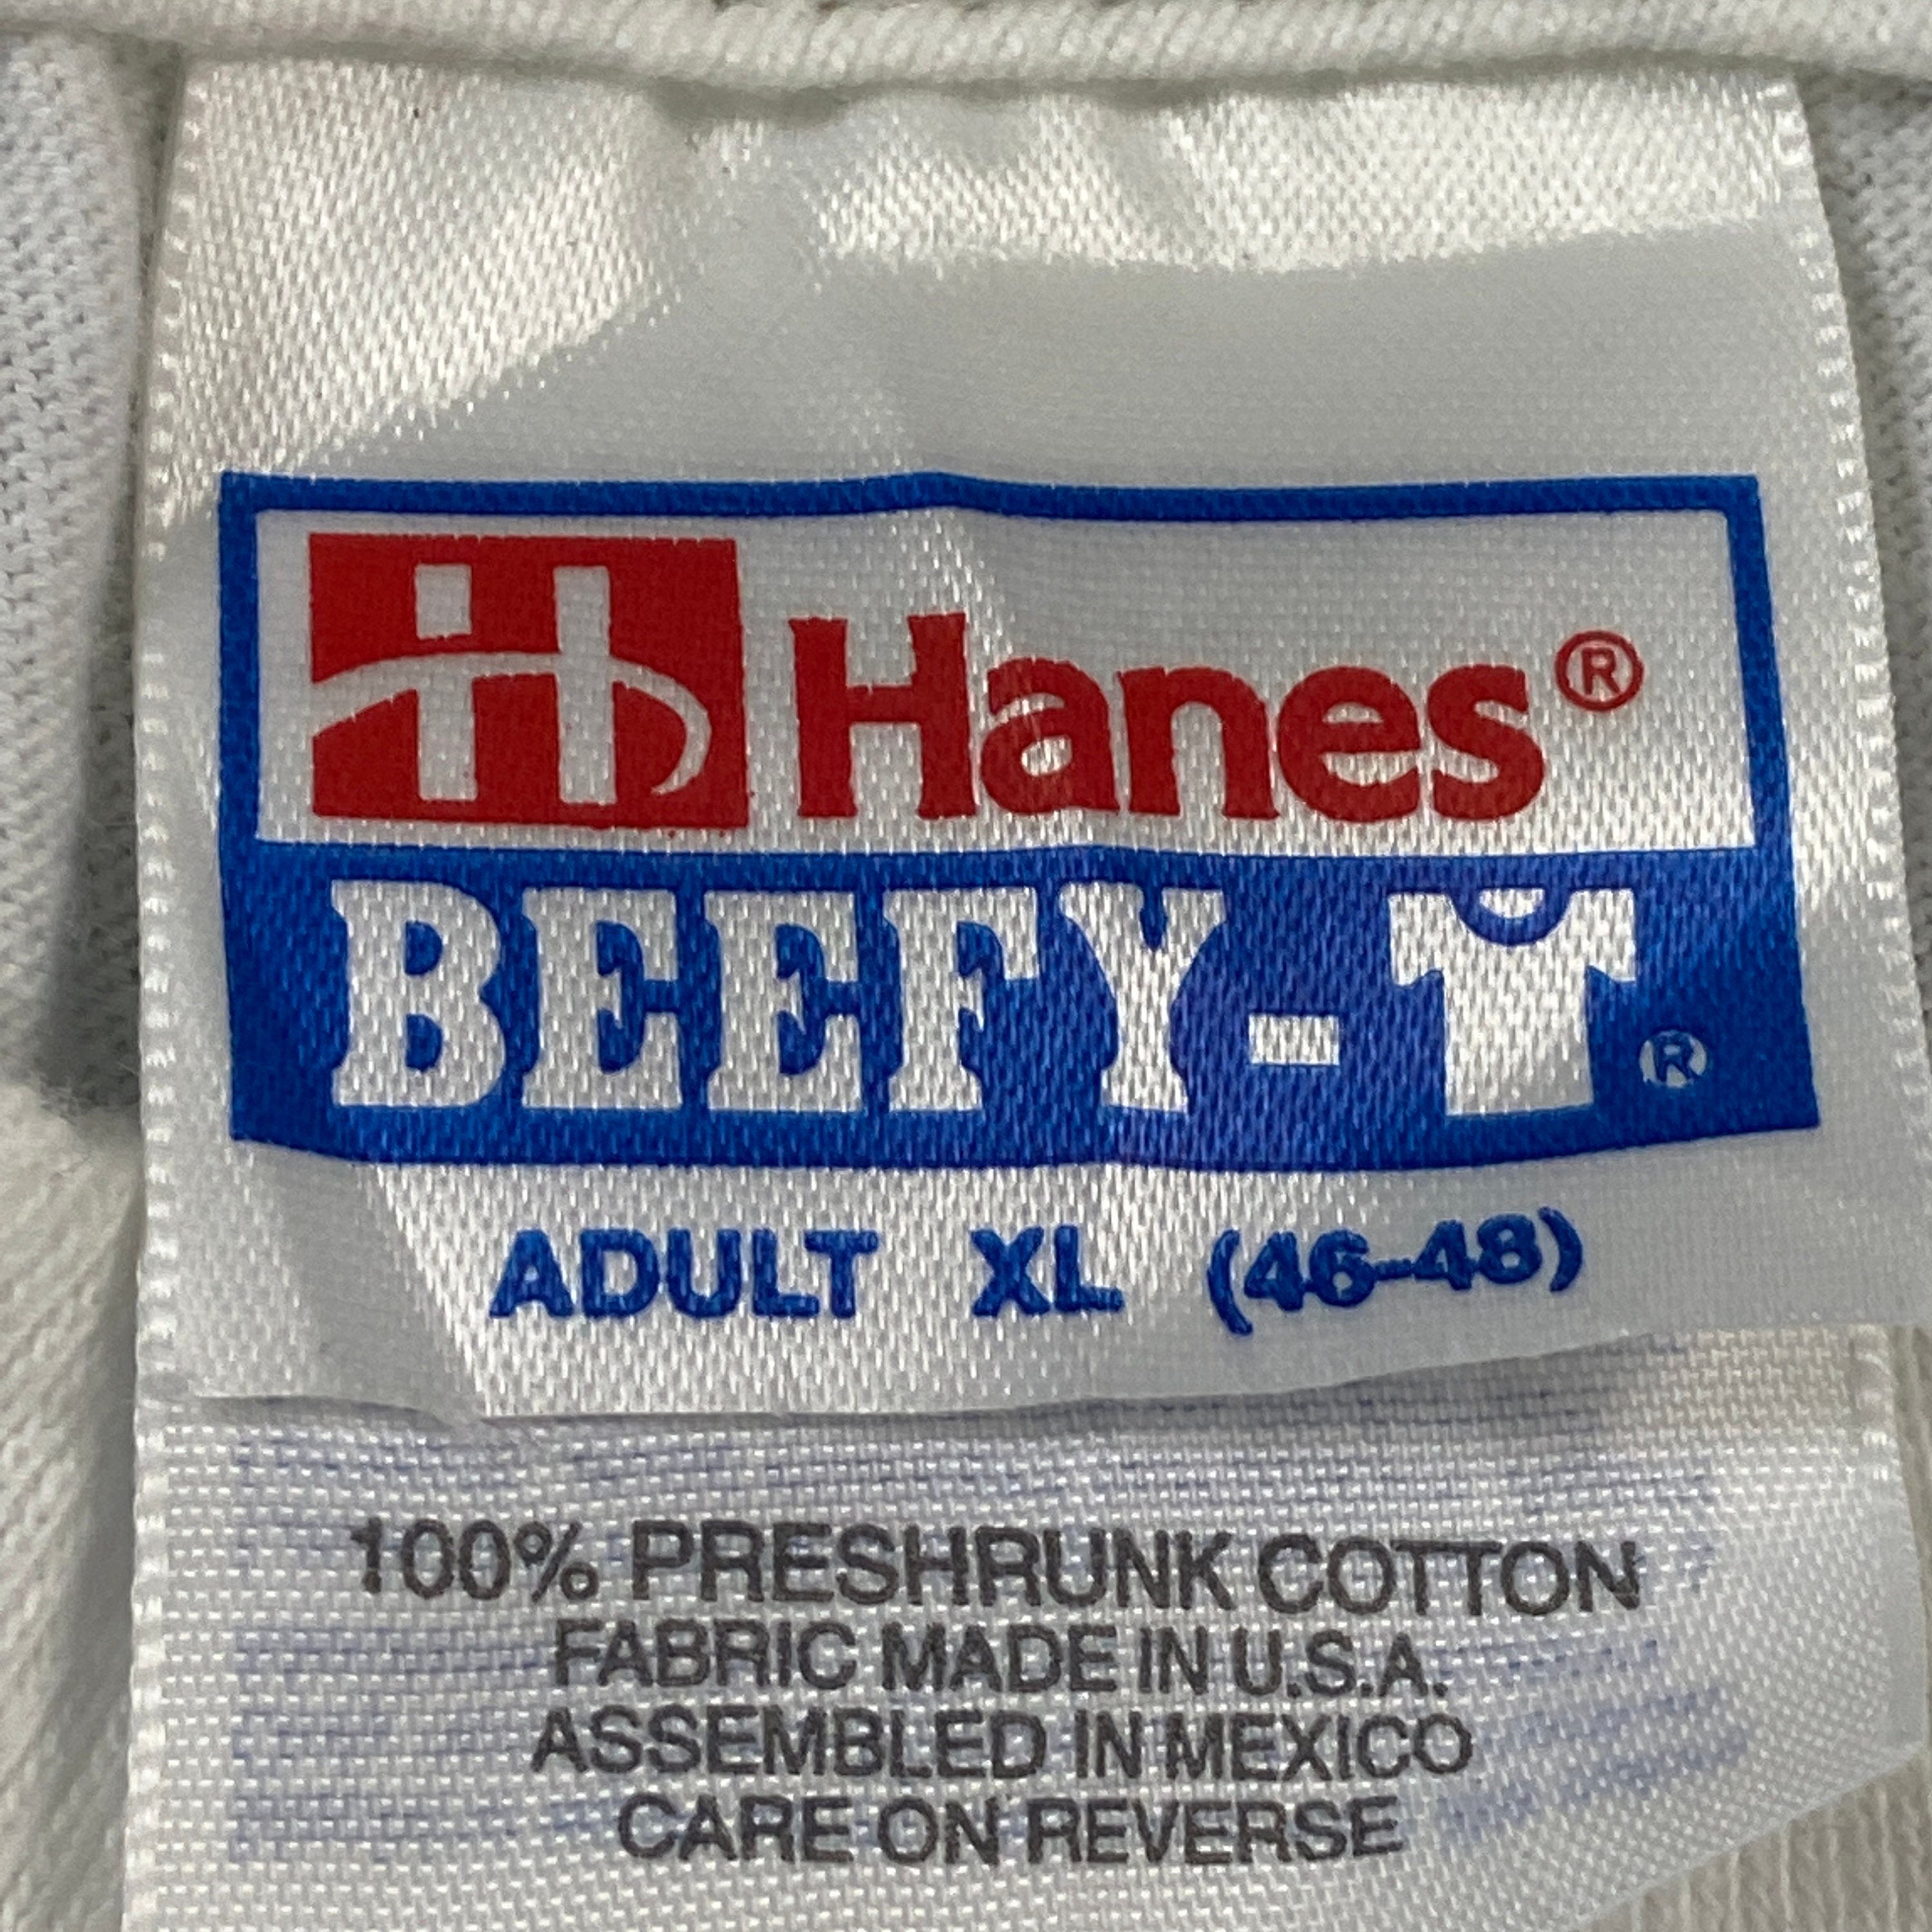 H Hanes®
BEEFY-T®
ADULT XL (46-48)
100% PRESHRUNK COTTON
FABRIC MADE IN U.S.A.
ASSEMBLED IN MEXICO
CARE ON REVERSE